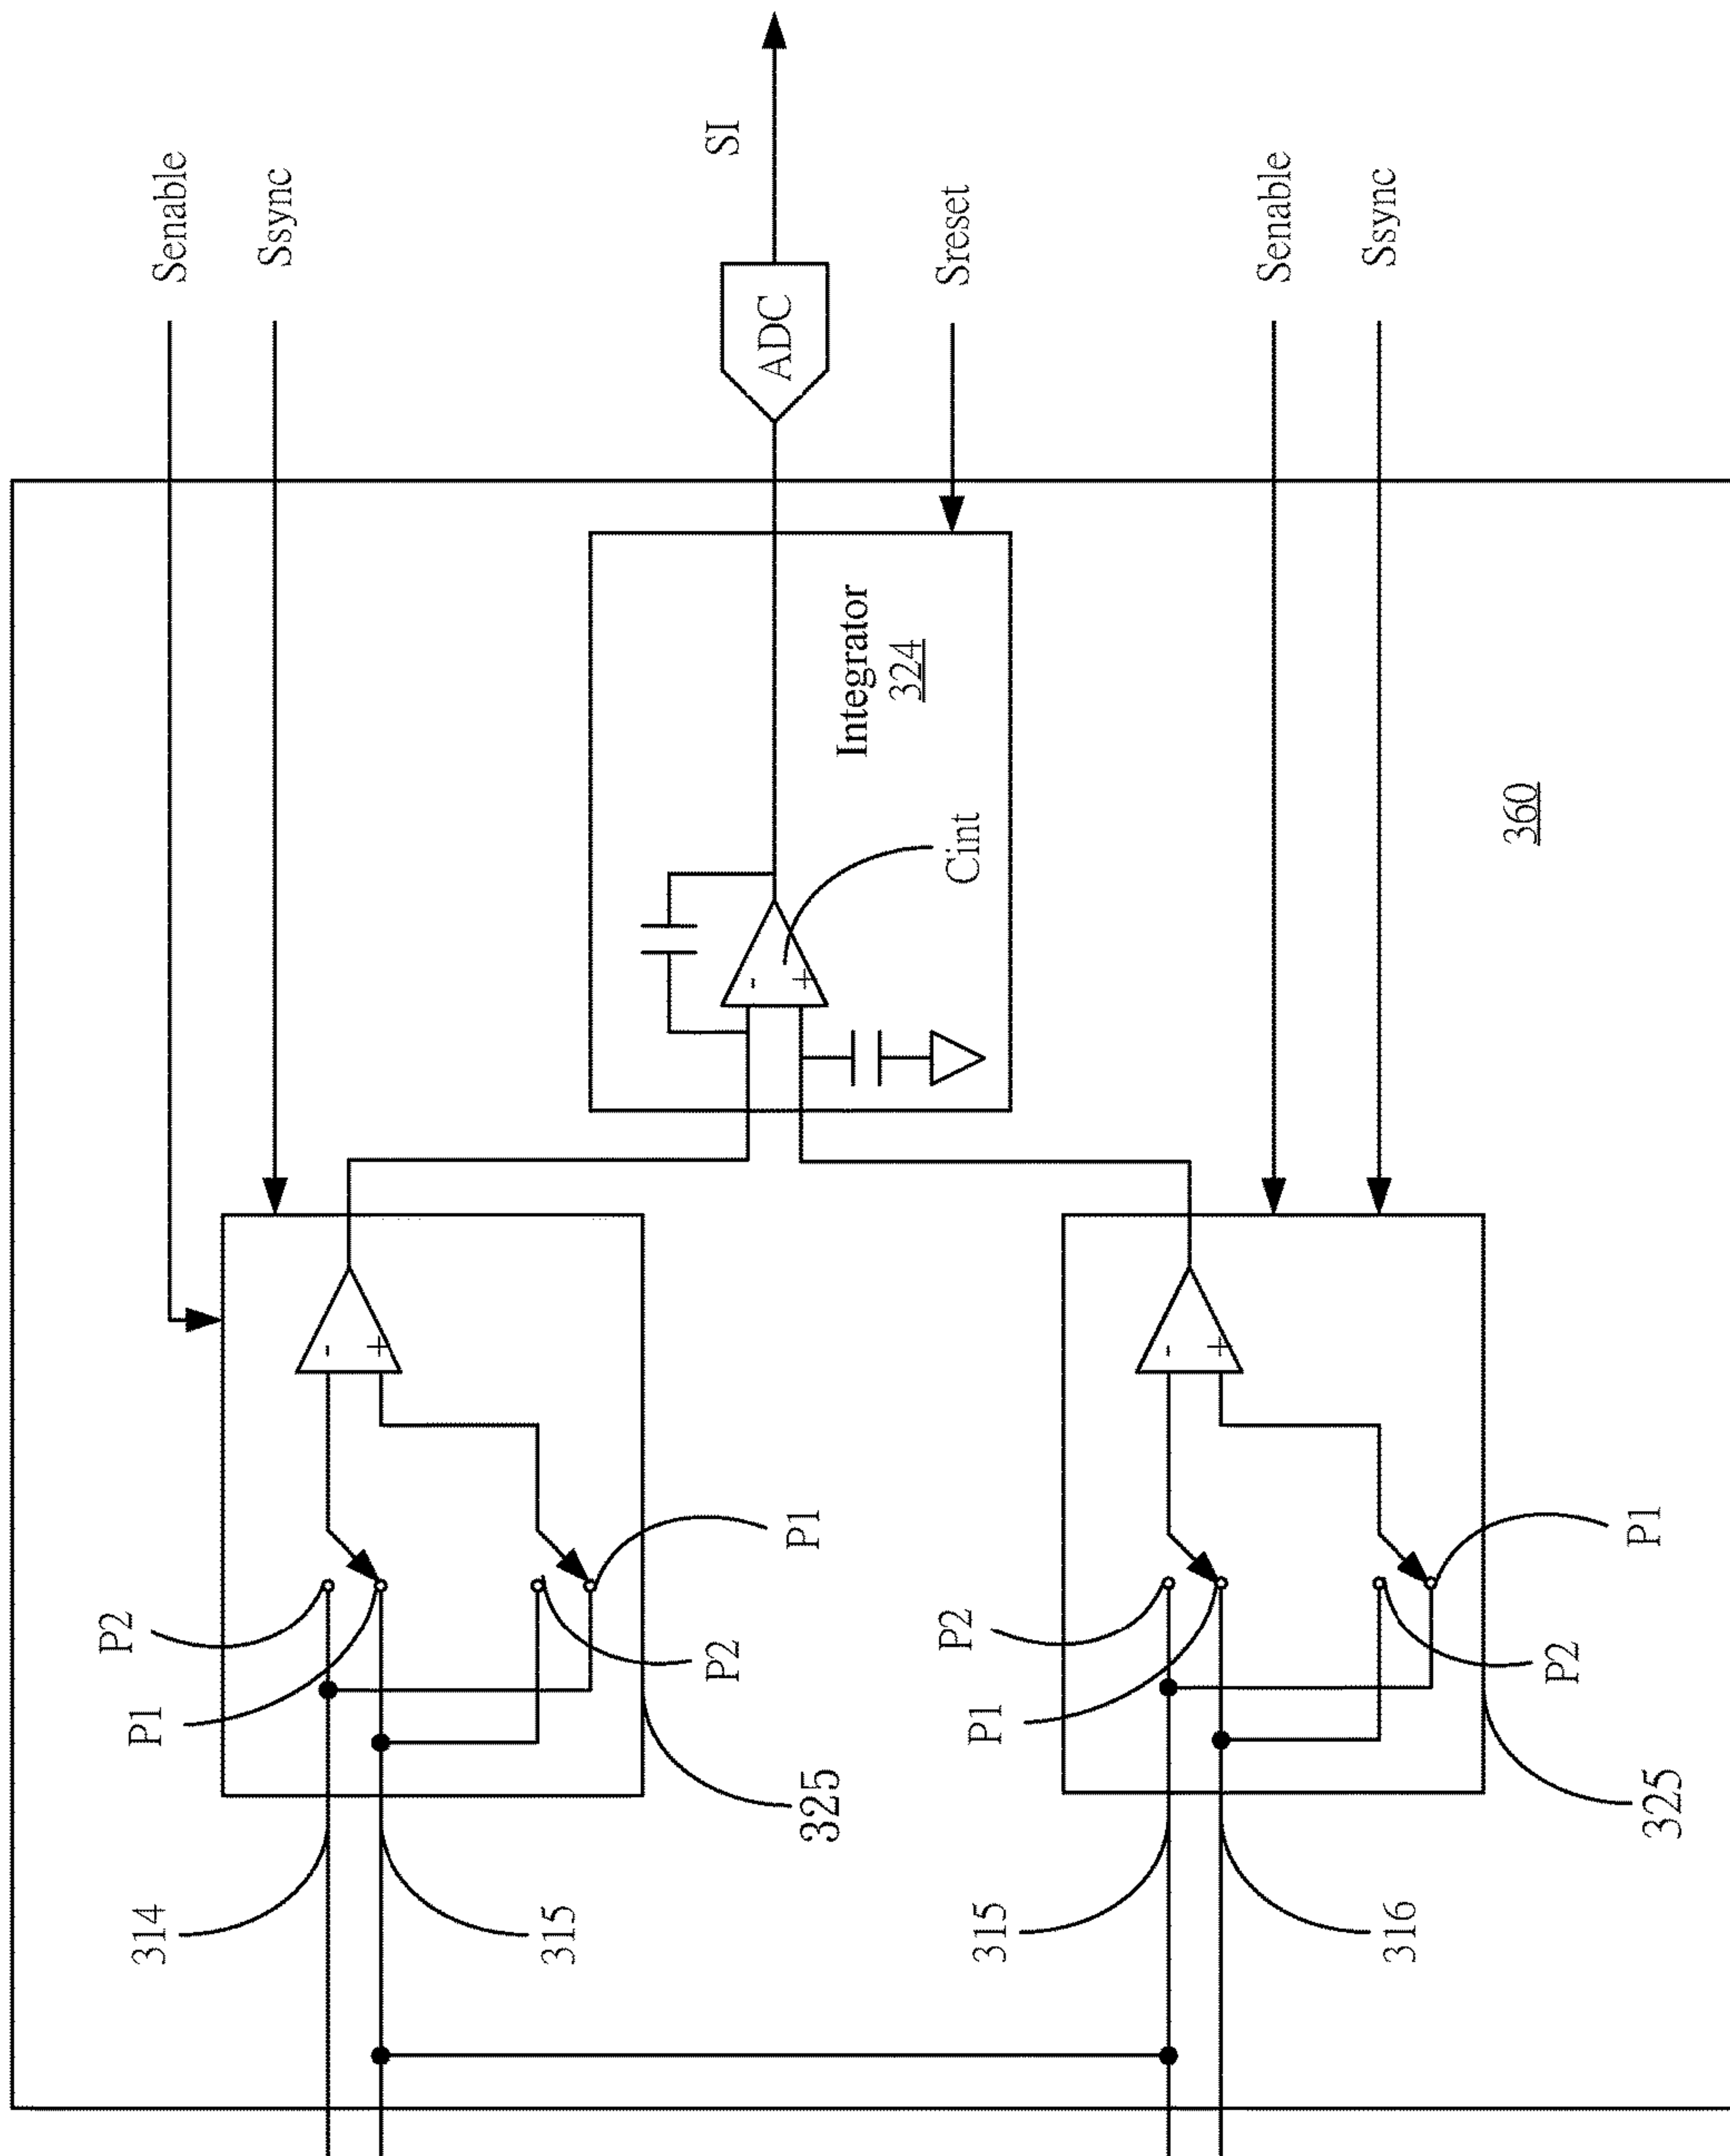 Senable
Ssync
SI
ADC
Sreset
Senable
Ssync
Integrator
324
Cint
360
-
+
-
+
-
+
P2
P1
P1
P2
P2
P1
P1
P2
325
325
314
315
315
316